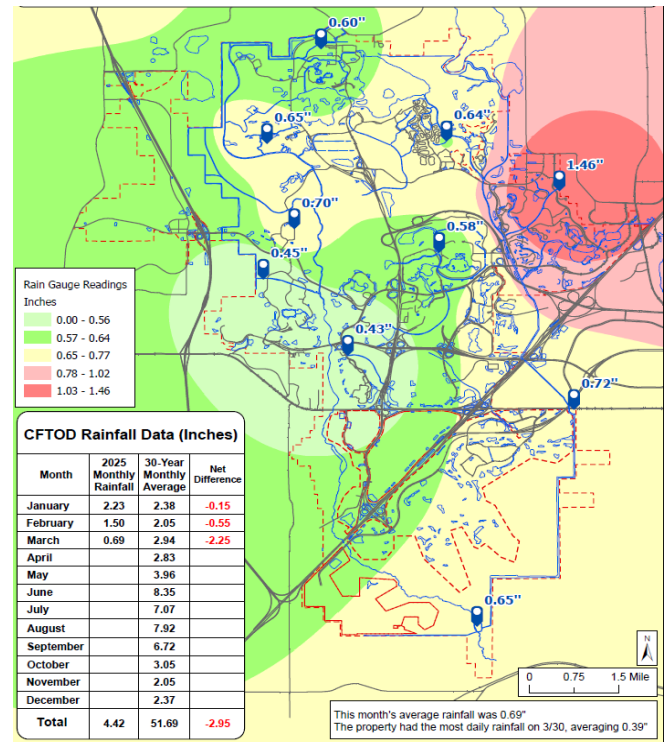 0.60"
0.65"
0.64"
1.46"
0.70"
0.58"
0.45"
0.43"
0.72"
0.65"
Rain Gauge Readings
Inches
0.00 - 0.56
0.57 - 0.64
0.65 - 0.77
0.78 - 1.02
1.03 - 1.46
CFTOD Rainfall Data (Inches)
Month 2025 Monthly Rainfall 30-Year Monthly Average Net Difference
January 2.23 2.38 -0.15
February 1.50 2.05 -0.55
March 0.69 2.94 -2.25
April 2.83
May 3.96
June 8.35
July 7.07
August 7.92
September 6.72
October 3.05
November 2.05
December 2.37
Total 4.42 51.69 -2.95
N
0 0.75 1.5 Mile
This month's average rainfall was 0.69"
The property had the most daily rainfall on 3/30, averaging 0.39"